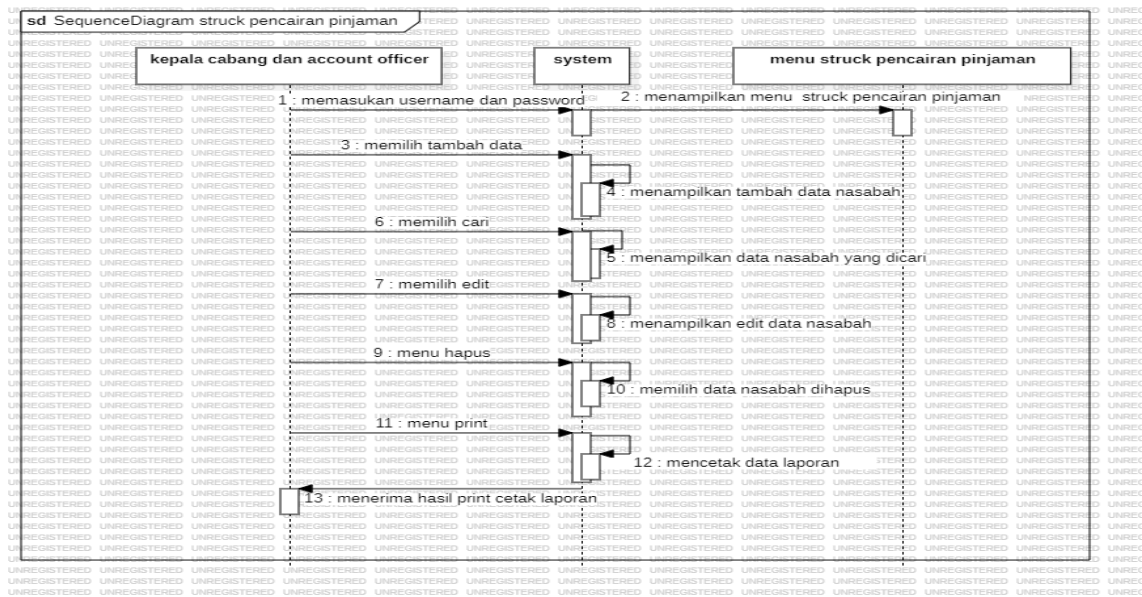 sd SequenceDiagram struck pencairan pinjaman
kepala cabang dan account officer
system
menu struck pencairan pinjaman
1 : memasukan username dan password
2 : menampilkan menu struck pencairan pinjaman
3 : memilih tambah data
4 : menampilkan tambah data nasabah
6 : memilih cari
5 : menampilkan data nasabah yang dicari
7 : memilih edit
8 : menampilkan edit data nasabah
9 : menu hapus
10 : memilih data nasabah dihapus
11 : menu print
12 : mencetak data laporan
13 : menerima hasil print cetak laporan
UNREGISTERED